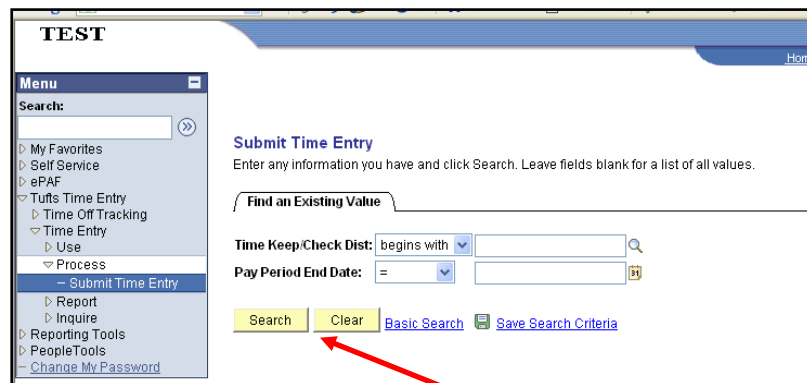 TEST
Hom
Menu
Search:
My Favorites
Self Service
ePAF
Tufts Time Entry
Time Off Tracking
Time Entry
Use
Process
Submit Time Entry
Report
Inquire
Reporting Tools
PeopleTools
Change My Password
Submit Time Entry
Enter any information you have and click Search. Leave fields blank for a list of all values.
Find an Existing Value
Time Keep/Check Dist: begins with
Pay Period End Date: =
31
Search Clear Basic Search Save Search Criteria